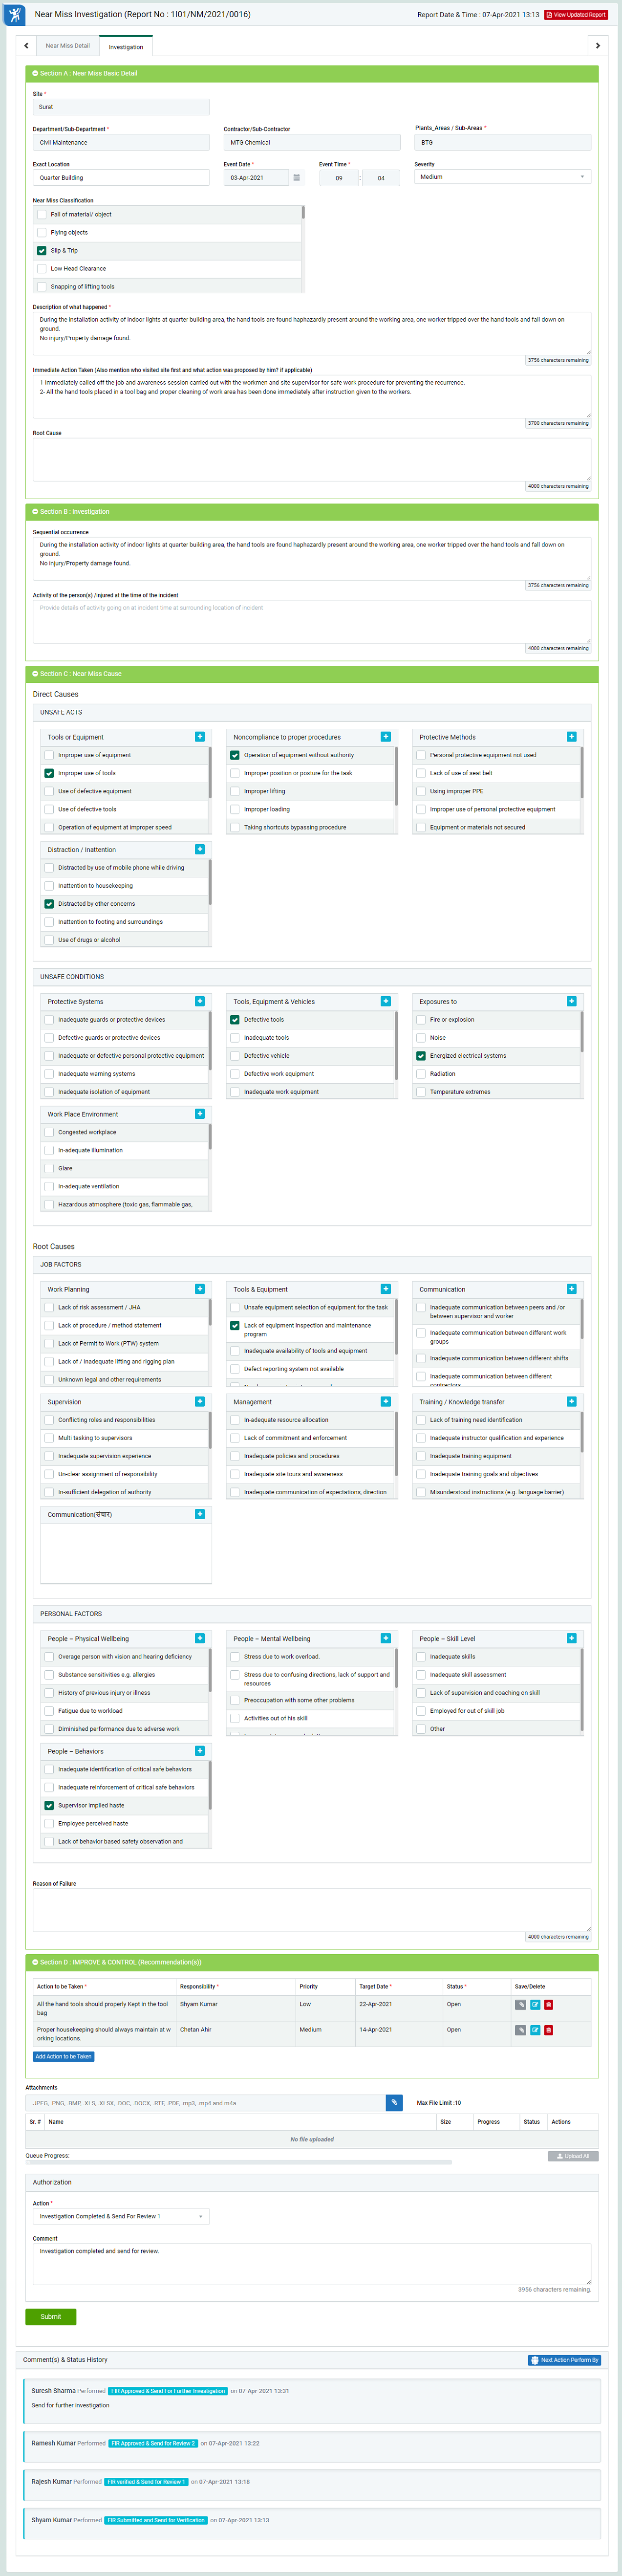 Near Miss Investigation (Report No : 1I01/NM/2021/0016)
Report Date & Time : 07-Apr-2021 13:13
View Updated Report
Near Miss Detail
Investigation
Section A : Near Miss Basic Detail
Site *
Surat
Department/Sub-Department *
Contractor/Sub-Contractor
Plants_Areas / Sub-Areas *
Civil Maintenance
MTG Chemical
BTG
Exact Location
Event Date *
Event Time *
Severity
Quarter Building
03-Apr-2021
09 : 04
Medium
Near Miss Classification
Fall of material/ object
Flying objects
Slip & Trip
Low Head Clearance
Snapping of lifting tools
Description of what happened *
During the installation activity of indoor lights at quarter building area, the hand tools are found haphazardly present around the working area, one worker tripped over the hand tools and fall down on
ground.
No injury/Property damage found.
3756 characters remaining
Immediate Action Taken (Also mention who visited site first and what action was proposed by him? if applicable)
1-Immediately called off the job and awareness session carried out with the workmen and site supervisor for safe work procedure for preventing the recurrence.
2- All the hand tools placed in a tool bag and proper cleaning of work area has been done immediately after instruction given to the workers.
3700 characters remaining
Root Cause
4000 characters remaining
Section B : Investigation
Sequential occurrence
During the installation activity of indoor lights at quarter building area, the hand tools are found haphazardly present around the working area, one worker tripped over the hand tools and fall down on
ground.
No injury/Property damage found.
3756 characters remaining
Activity of the person(s) /injured at the time of the incident
Provide details of activity going on at incident time at surrounding location of incident
4000 characters remaining
Section C : Near Miss Cause
Direct Causes
UNSAFE ACTS
Tools or Equipment
Improper use of equipment
Improper use of tools
Use of defective equipment
Use of defective tools
Operation of equipment at improper speed
Noncompliance to proper procedures
Operation of equipment without authority
Improper position or posture for the task
Improper lifting
Improper loading
Taking shortcuts bypassing procedure
Protective Methods
Personal protective equipment not used
Lack of use of seat belt
Using improper PPE
Improper use of personal protective equipment
Equipment or materials not secured
Distraction / Inattention
Distracted by use of mobile phone while driving
Inattention to housekeeping
Distracted by other concerns
Inattention to footing and surroundings
Use of drugs or alcohol
UNSAFE CONDITIONS
Protective Systems
Inadequate guards or protective devices
Defective guards or protective devices
Inadequate or defective personal protective equipment
Inadequate warning systems
Inadequate isolation of equipment
Tools, Equipment & Vehicles
Defective tools
Inadequate tools
Defective vehicle
Defective work equipment
Inadequate work equipment
Exposures to
Fire or explosion
Noise
Energized electrical systems
Radiation
Temperature extremes
Work Place Environment
Congested workplace
In-adequate illumination
Glare
In-adequate ventilation
Hazardous atmosphere (toxic gas, flammable gas,
Root Causes
JOB FACTORS
Work Planning
Lack of risk assessment / JHA
Lack of procedure / method statement
Lack of Permit to Work (PTW) system
Lack of / Inadequate lifting and rigging plan
Unknown legal and other requirements
Tools & Equipment
Unsafe equipment selection of equipment for the task
Lack of equipment inspection and maintenance
program
Inadequate availability of tools and equipment
Defect reporting system not available
Communication
Inadequate communication between peers and /or
between supervisor and worker
Inadequate communication between different work
groups
Inadequate communication between different shifts
Inadequate communication between different
contractors
Supervision
Conflicting roles and responsibilities
Multi tasking to supervisors
Inadequate supervision experience
Un-clear assignment of responsibility
In-sufficient delegation of authority
Management
In-adequate resource allocation
Lack of commitment and enforcement
Inadequate policies and procedures
Inadequate site tours and awareness
Inadequate communication of expectations, direction
Training / Knowledge transfer
Lack of training need identification
Inadequate instructor qualification and experience
Inadequate training equipment
Inadequate training goals and objectives
Misunderstood instructions (e.g. language barrier)
Communication(संचार)
PERSONAL FACTORS
People – Physical Wellbeing
Overage person with vision and hearing deficiency
Substance sensitivities e.g. allergies
History of previous injury or illness
Fatigue due to workload
Diminished performance due to adverse work
People – Mental Wellbeing
Stress due to work overload.
Stress due to confusing directions, lack of support and
resources
Preoccupation with some other problems
Activities out of his skill
People – Skill Level
Inadequate skills
Inadequate skill assessment
Lack of supervision and coaching on skill
Employed for out of skill job
Other
People – Behaviors
Inadequate identification of critical safe behaviors
Inadequate reinforcement of critical safe behaviors
Supervisor implied haste
Employee perceived haste
Lack of behavior based safety observation and
Reason of Failure
4000 characters remaining
Section D : IMPROVE & CONTROL (Recommendation(s))
Action to be Taken * Responsibility * Priority Target Date * Status * Save/Delete
All the hand tools should properly Kept in the tool Shyam Kumar Low 22-Apr-2021 Open
bag
Proper housekeeping should always maintain at w Chetan Ahir Medium 14-Apr-2021 Open
orking locations.
Add Action to be Taken
Attachments
.JPEG, .PNG, .BMP, .XLS, .XLSX, .DOC, .DOCX, .RTF, .PDF, .mp3, .mp4 and m4a
Max File Limit :10
Sr. # Name Size Progress Status Actions
No file uploaded
Queue Progress:
Upload All
Authorization
Action *
Investigation Completed & Send For Review 1
Comment
Investigation completed and send for review.
3956 characters remaining.
Submit
Comment(s) & Status History
Next Action Perform By
Suresh Sharma Performed FIR Approved & Send For Further Investigation on 07-Apr-2021 13:31
Send for further investigation
Ramesh Kumar Performed FIR Approved & Send for Review 2 on 07-Apr-2021 13:22
Rajesh Kumar Performed FIR verified & Send for Review 1 on 07-Apr-2021 13:18
Shyam Kumar Performed FIR Submitted and Send for Verification on 07-Apr-2021 13:13